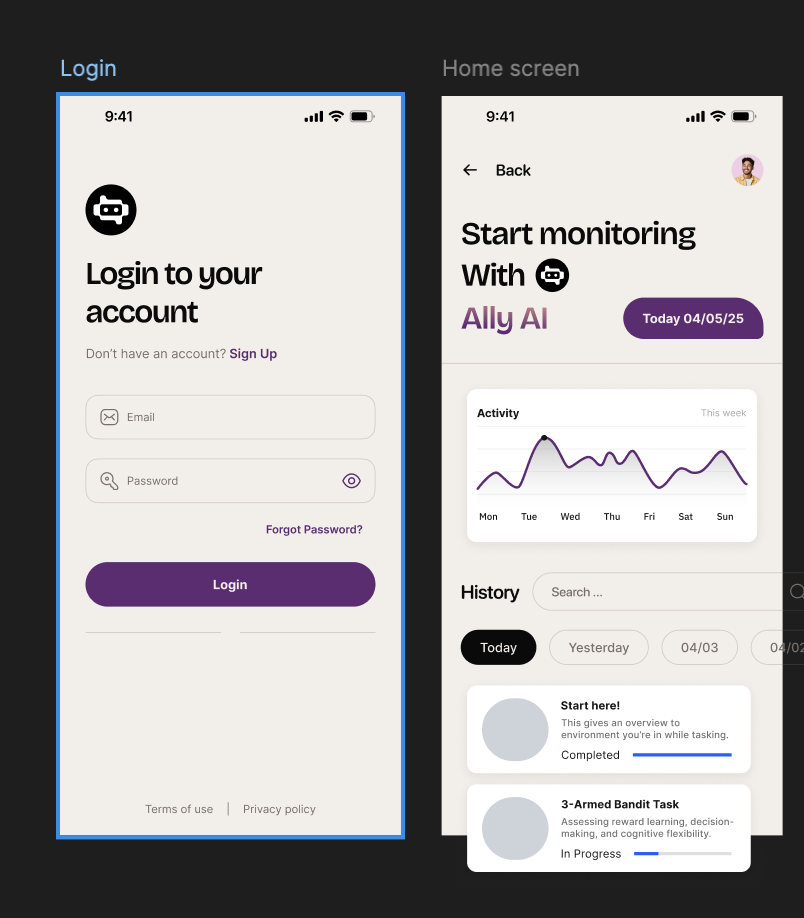 Login
Home screen
9:41
Login to your
account
Don't have an account? Sign Up
Email
Password
Forgot Password?
Login
Terms of use | Privacy policy
9:41
Back
Start monitoring
With
Ally AI
Today 04/05/25
Activity
This week
Mon Tue Wed Thu Fri Sat Sun
History
Search ...
Today
Yesterday
04/03
04/02
Start here!
This gives an overview to
environment you're in while tasking.
Completed
3-Armed Bandit Task
Assessing reward learning, decision-
making, and cognitive flexibility.
In Progress